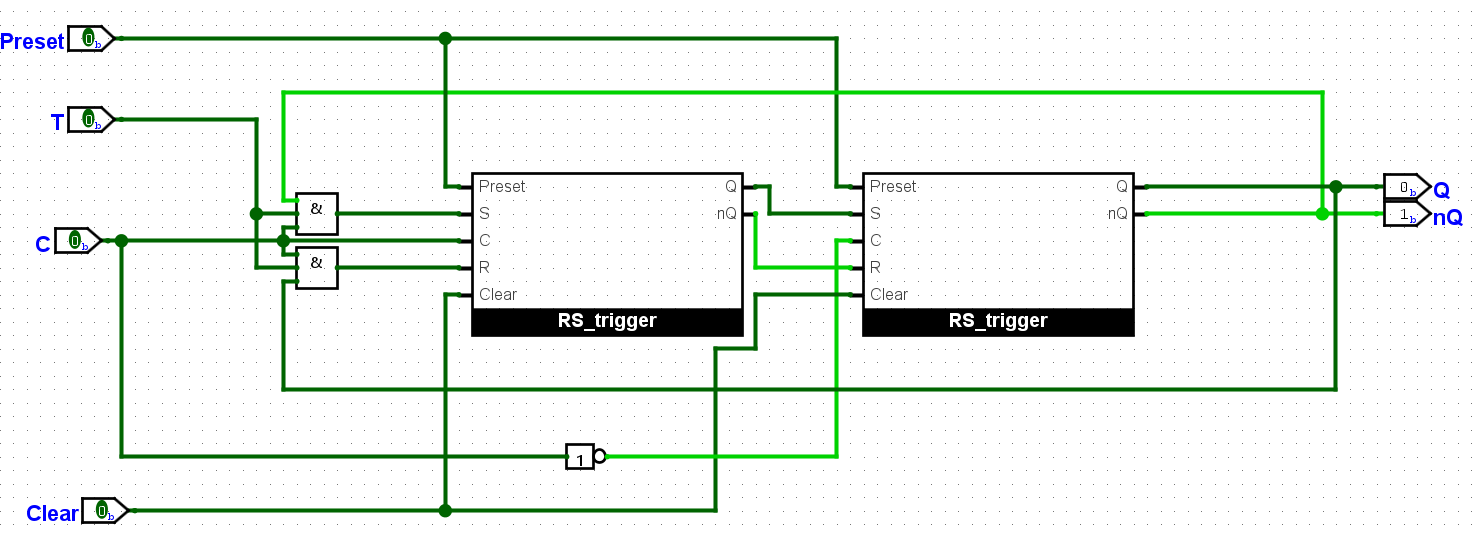 Preset 0b
T 0b
C 0b
Clear 0b
&
&
Preset
S
C
R
Clear
Q
nQ
RS_trigger
Preset
S
C
R
Clear
Q
nQ
RS_trigger
1
0b Q
1b nQ